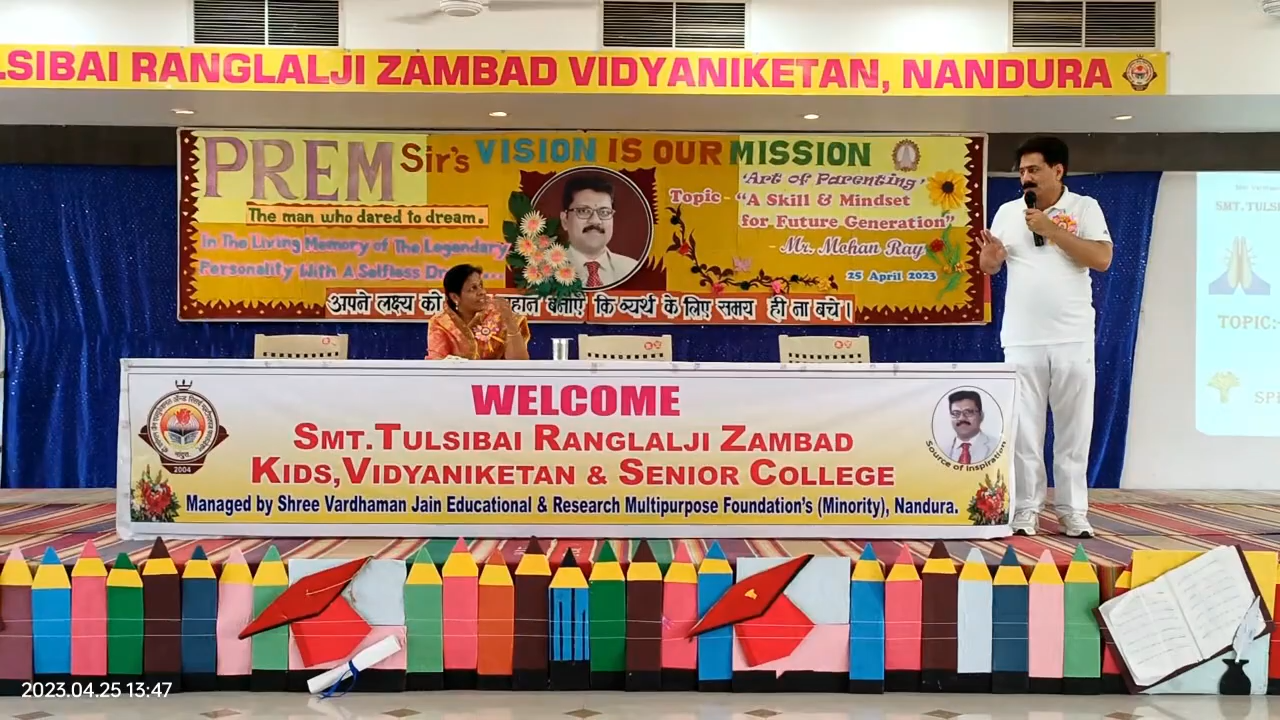 LSIBAI RANGLALJI ZAMBAD VIDYANIKETAN, NANDURA
PREM Sir's VISION IS OUR MISSION
The man who dared to dream.
In The Living Memory of The Legendary
Personality With A Selfless
'Art of Parenting'
Topic - "A Skill & Mindset
for Future Generation"
- Mr. Mohan Ray
25 April 2023
अपने लक्ष्य को बनाएँ कि व्यर्थ के लिए समय ही ना बचे।
WELCOME
SMT.TULSIBAI RANGLALJI ZAMBAD
KIDS,VIDYANIKETAN & SENIOR COLLEGE
Managed by Shree Vardhaman Jain Educational & Research Multipurpose Foundation's (Minority), Nandura.
2004
Source of Inspiration
SMT.TULSI
TOPIC:-
SPE
2023.04.25 13:47